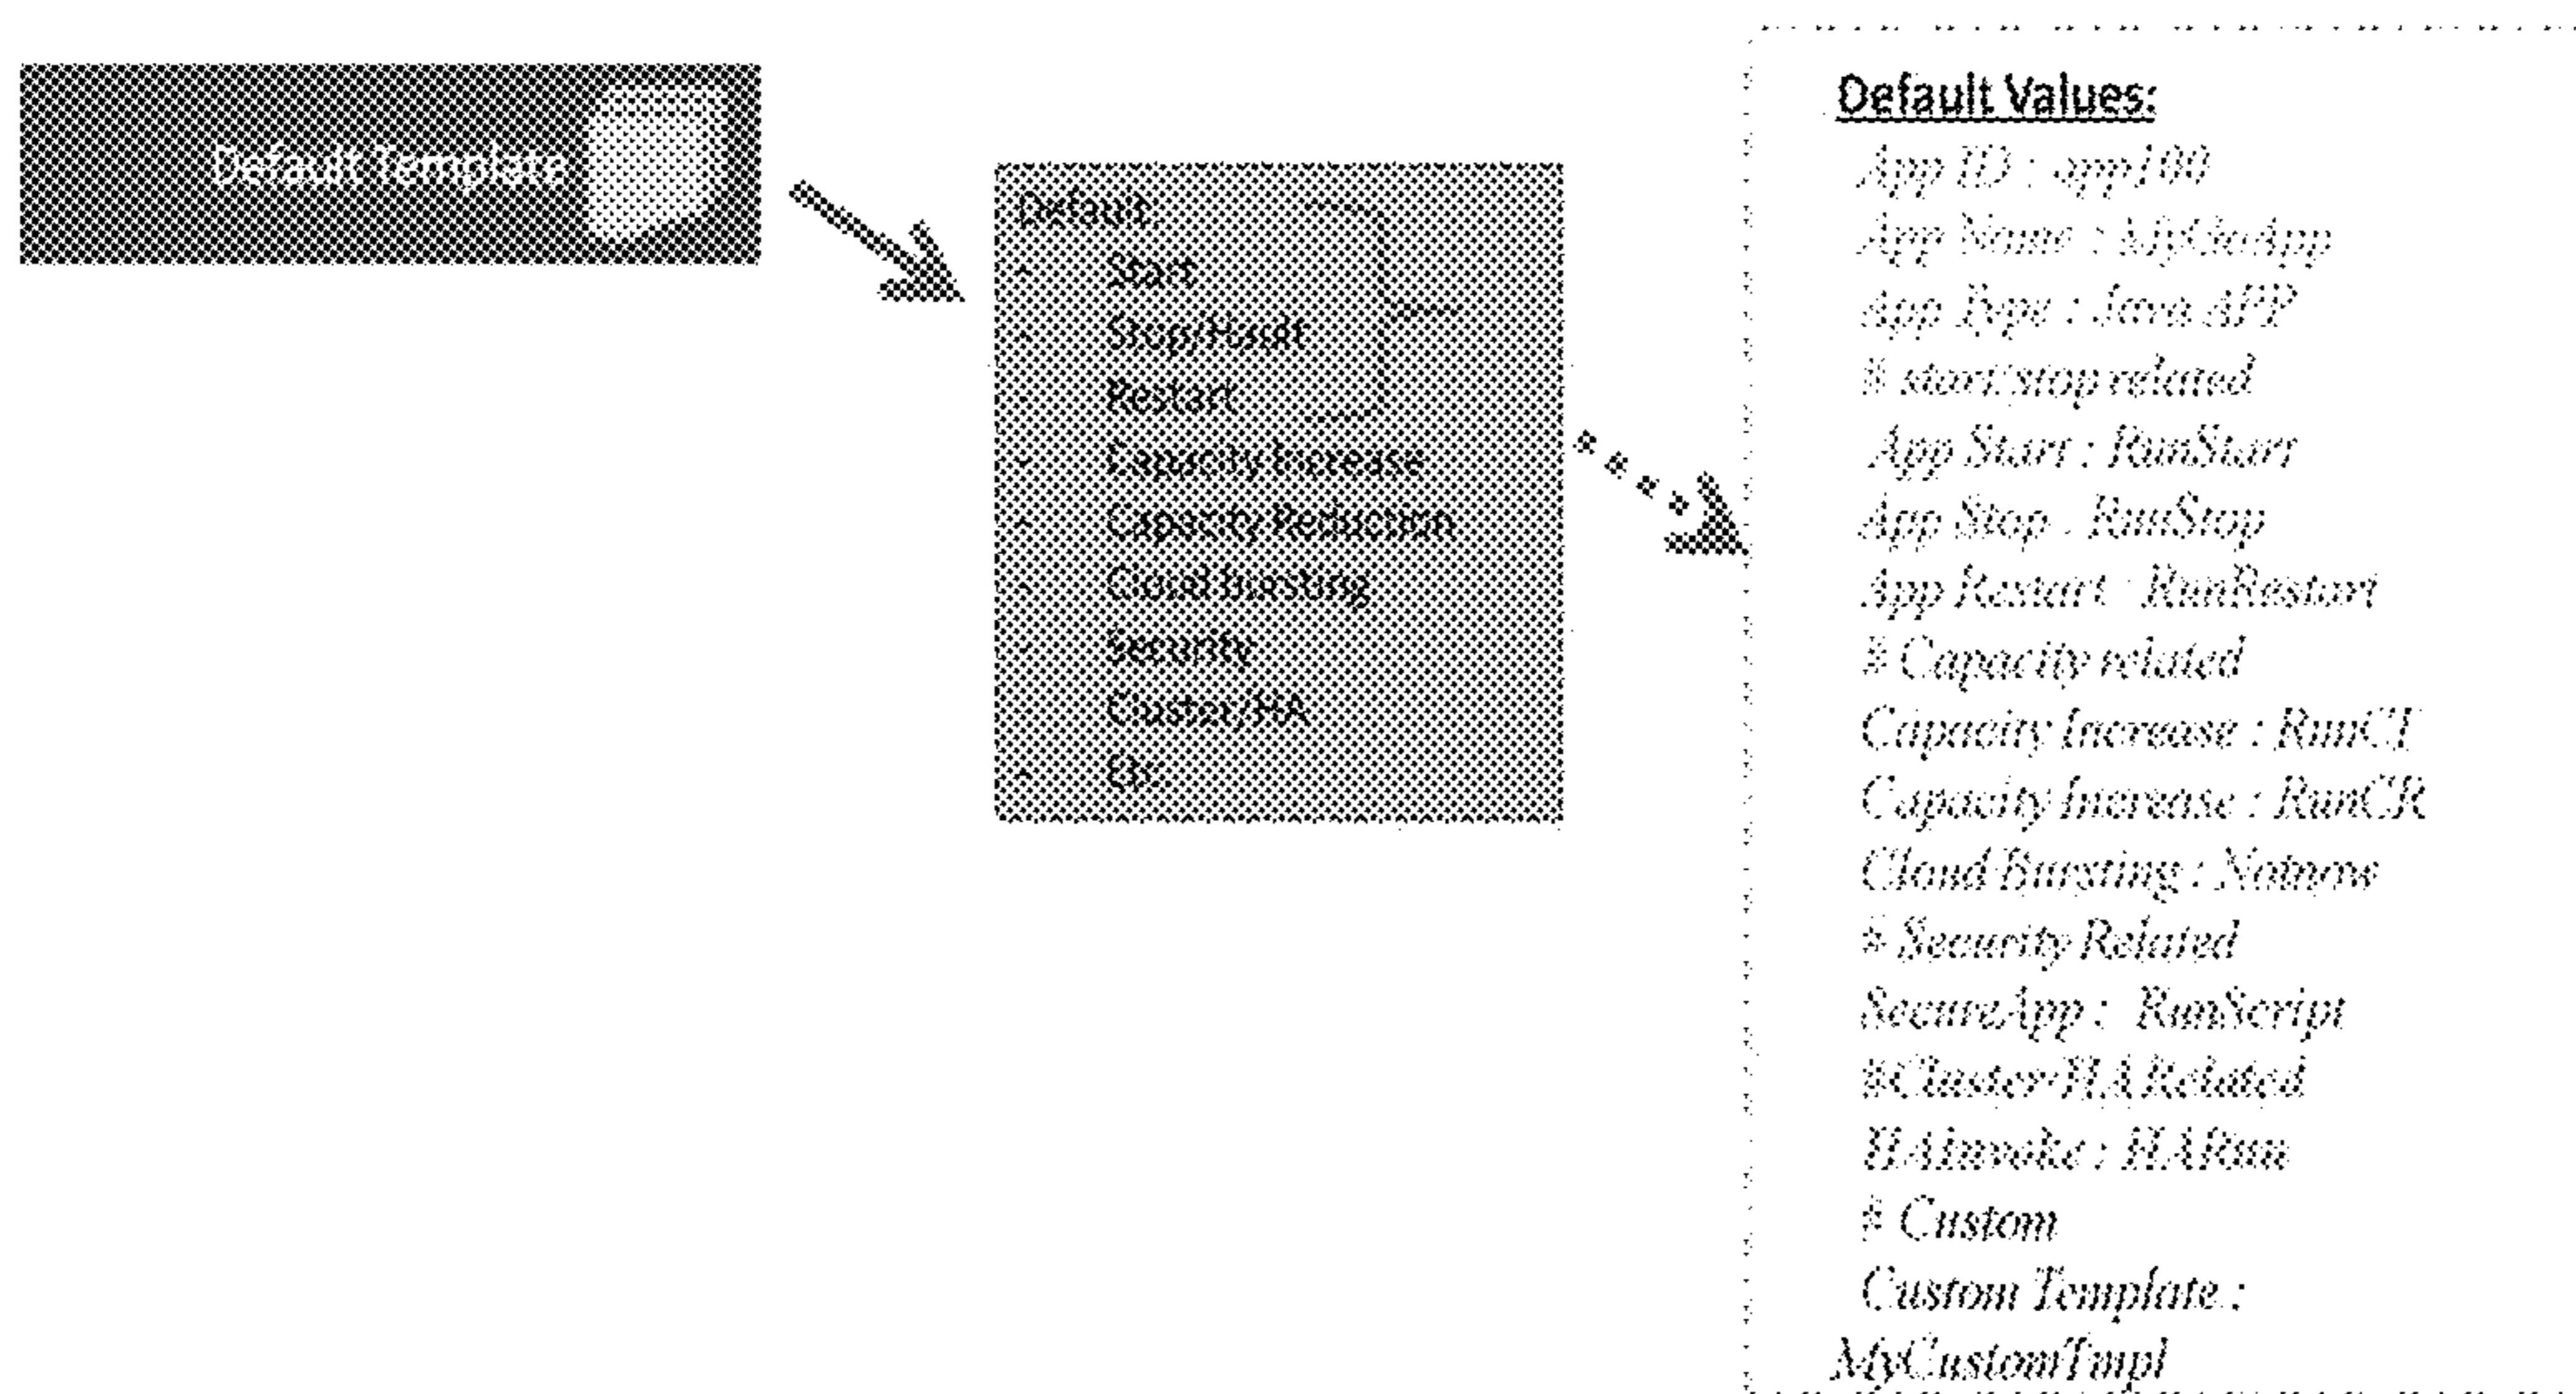 Default Template
Default:
- Start
- Stop/Hault
- Restart
- Capacity Increase
- Capacity Reduction
- Cloud bursting
- Security
Cluster/HA
- Etc.
Default Values:
App ID : app100
App Name :
App Type : Java APP
# start/stop related
App Start : RunStart
App Stop : RunStop
App Restart : RunRestart
# Capacity related
Capacity Increase : RunCI
Capacity Increase : RunCR
Cloud Bursting : Notnow
# Security Related
SecureApp : RunScript
#Cluster/HA Related
HAInvoke : HARun
# Custom
Custom Template :
MyCustomTmpl